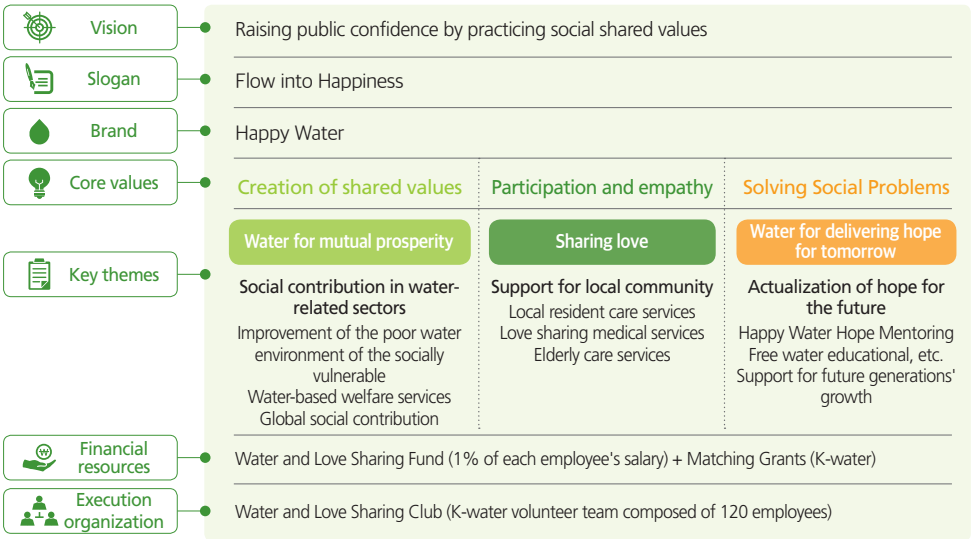 Vision
Raising public confidence by practicing social shared values
Slogan
Flow into Happiness
Brand
Happy Water
Core values
Creation of shared values
Participation and empathy
Solving Social Problems
Key themes
Water for mutual prosperity
Social contribution in water-
related sectors
Improvement of the poor water
environment of the socially
vulnerable
Water-based welfare services
Global social contribution
Sharing love
Support for local community
Local resident care services
Love sharing medical services
Elderly care services
Water for delivering hope
for tomorrow
Actualization of hope for
the future
Happy Water Hope Mentoring
Free water educational, etc.
Support for future generations'
growth
Financial
resources
₩
Water and Love Sharing Fund (1% of each employee's salary) + Matching Grants (K-water)
Execution
organization
Water and Love Sharing Club (K-water volunteer team composed of 120 employees)